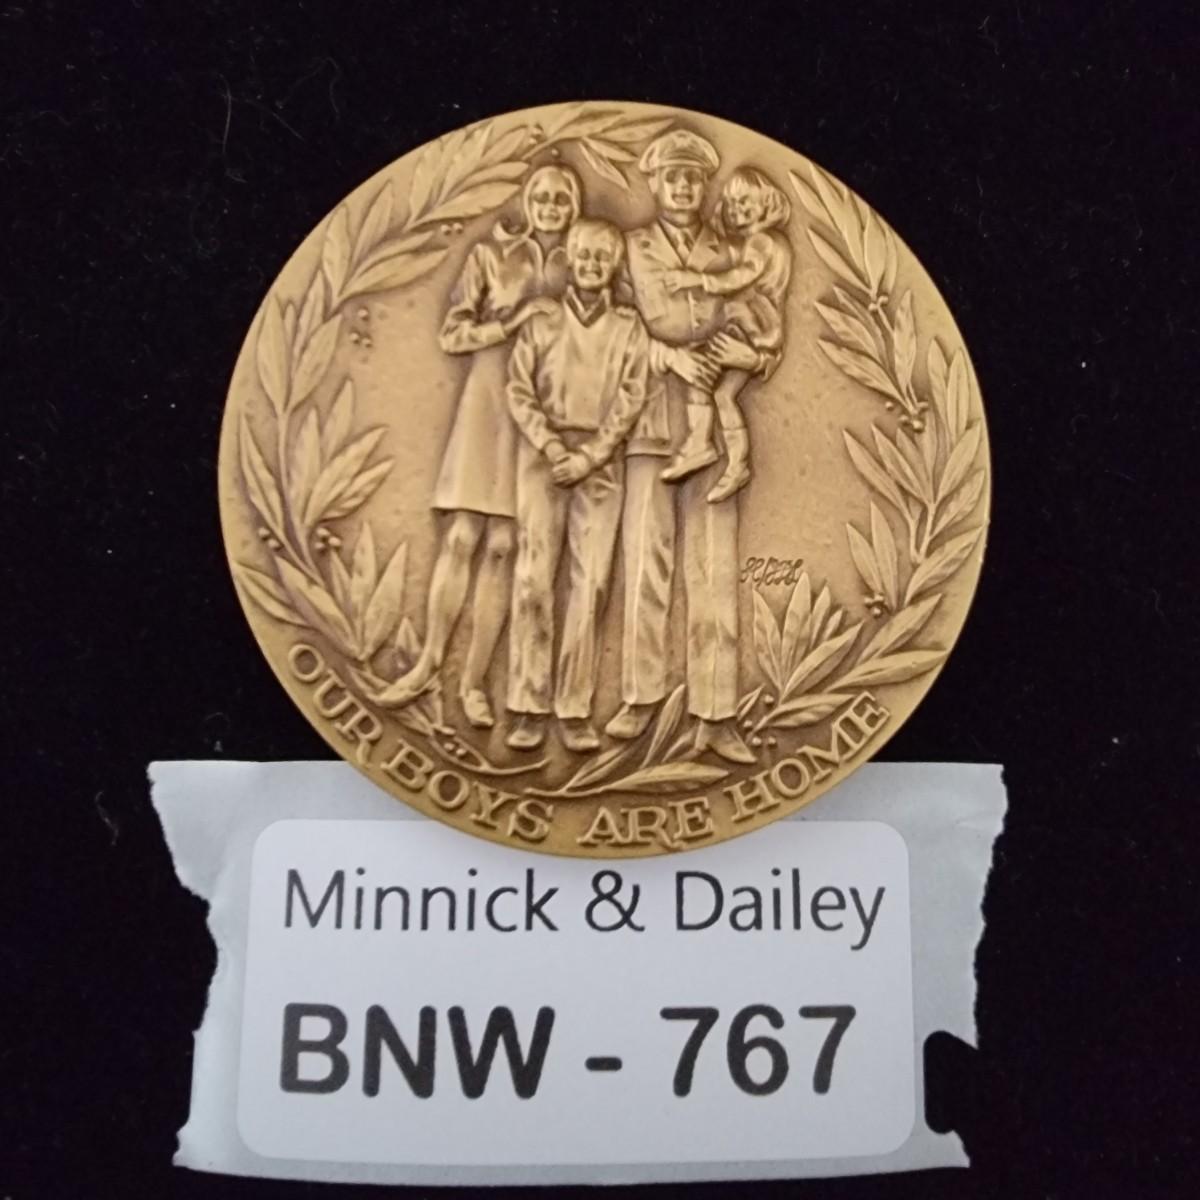 OUR BOYS ARE HOME
Minnick & Dailey
BNW - 767